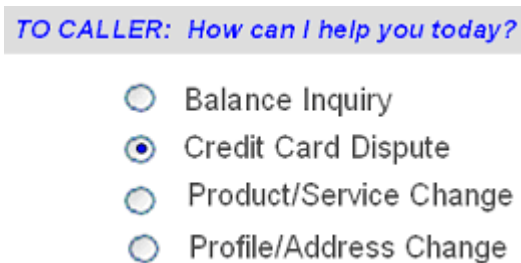 TO CALLER: How can I help you today?
Balance Inquiry
Credit Card Dispute
Product/Service Change
Profile/Address Change